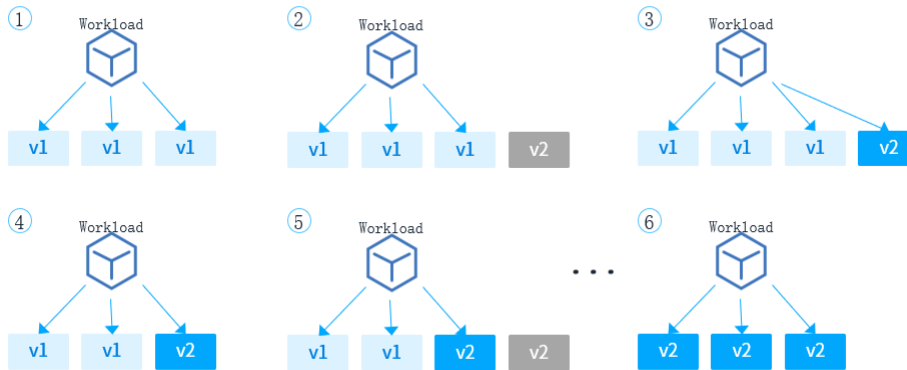 ① ② ③
Workload Workload Workload
v1 v1 v1 v1 v1 v1 v2 v1 v1 v1 v2
④ ⑤ ⑥
Workload Workload Workload
...
v1 v1 v2 v1 v1 v2 v2 v2 v2 v2